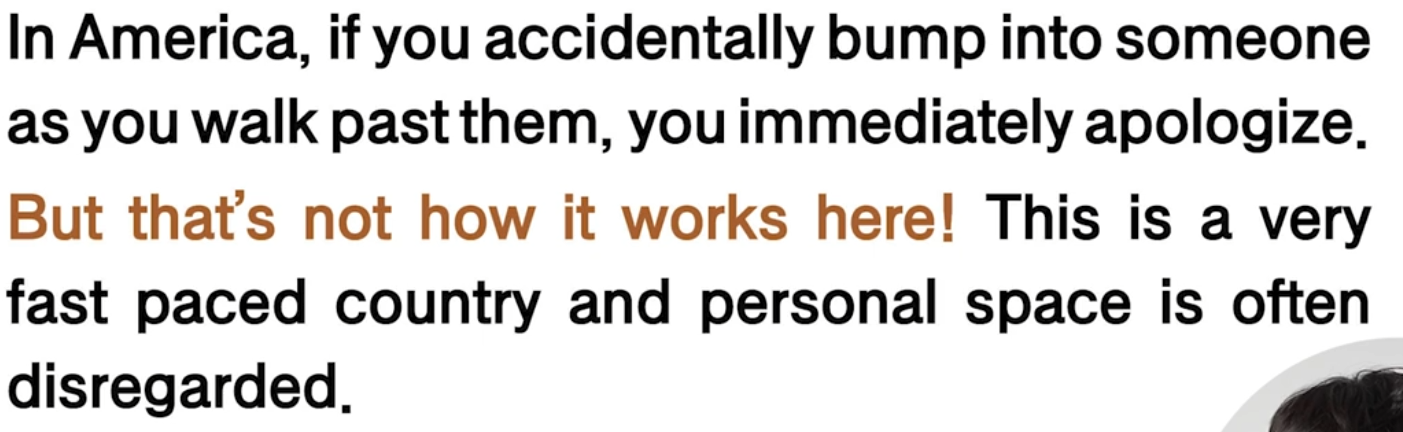 In America, if you accidentally bump into someone
as you walk past them, you immediately apologize.
But that’s not how it works here! This is a very
fast paced country and personal space is often
disregarded.